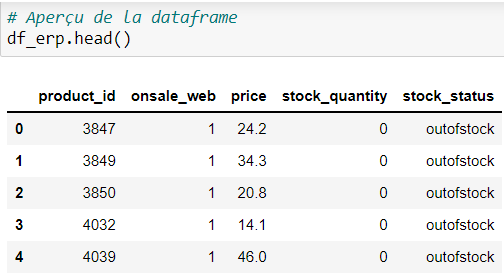 # Aperçu de la dataframe
df_erp.head()
product_id onsale_web price stock_quantity stock_status
0 3847 1 24.2 0 outofstock
1 3849 1 34.3 0 outofstock
2 3850 1 20.8 0 outofstock
3 4032 1 14.1 0 outofstock
4 4039 1 46.0 0 outofstock